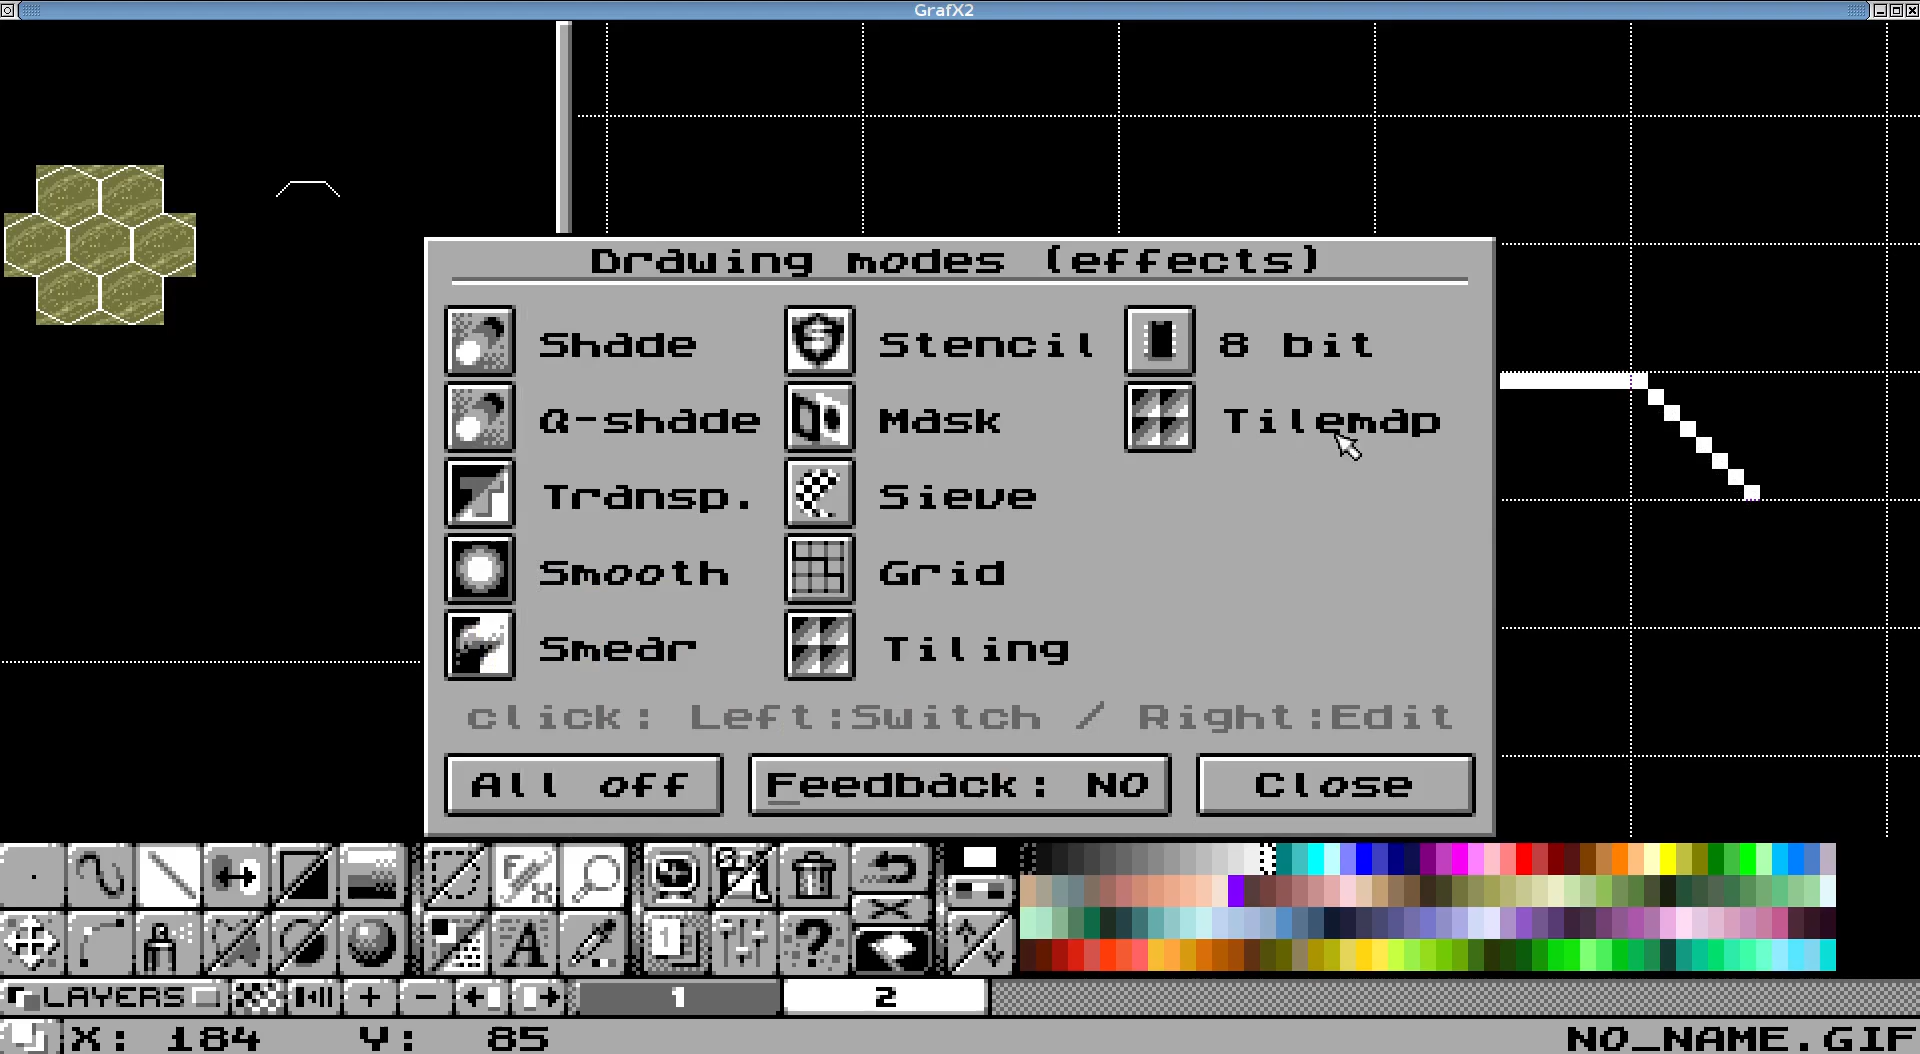 GrafX2
Drawing modes (effects)
Shade Stencil 8 bit
Q-shade Mask Tilemap
Transp. Sieve
Smooth Grid
Smear Tiling
click: Left:Switch / Right:Edit
All off Feedback: NO Close
LAYERS + - 1 2
X: 184 Y: 85 NO_NAME.GIF